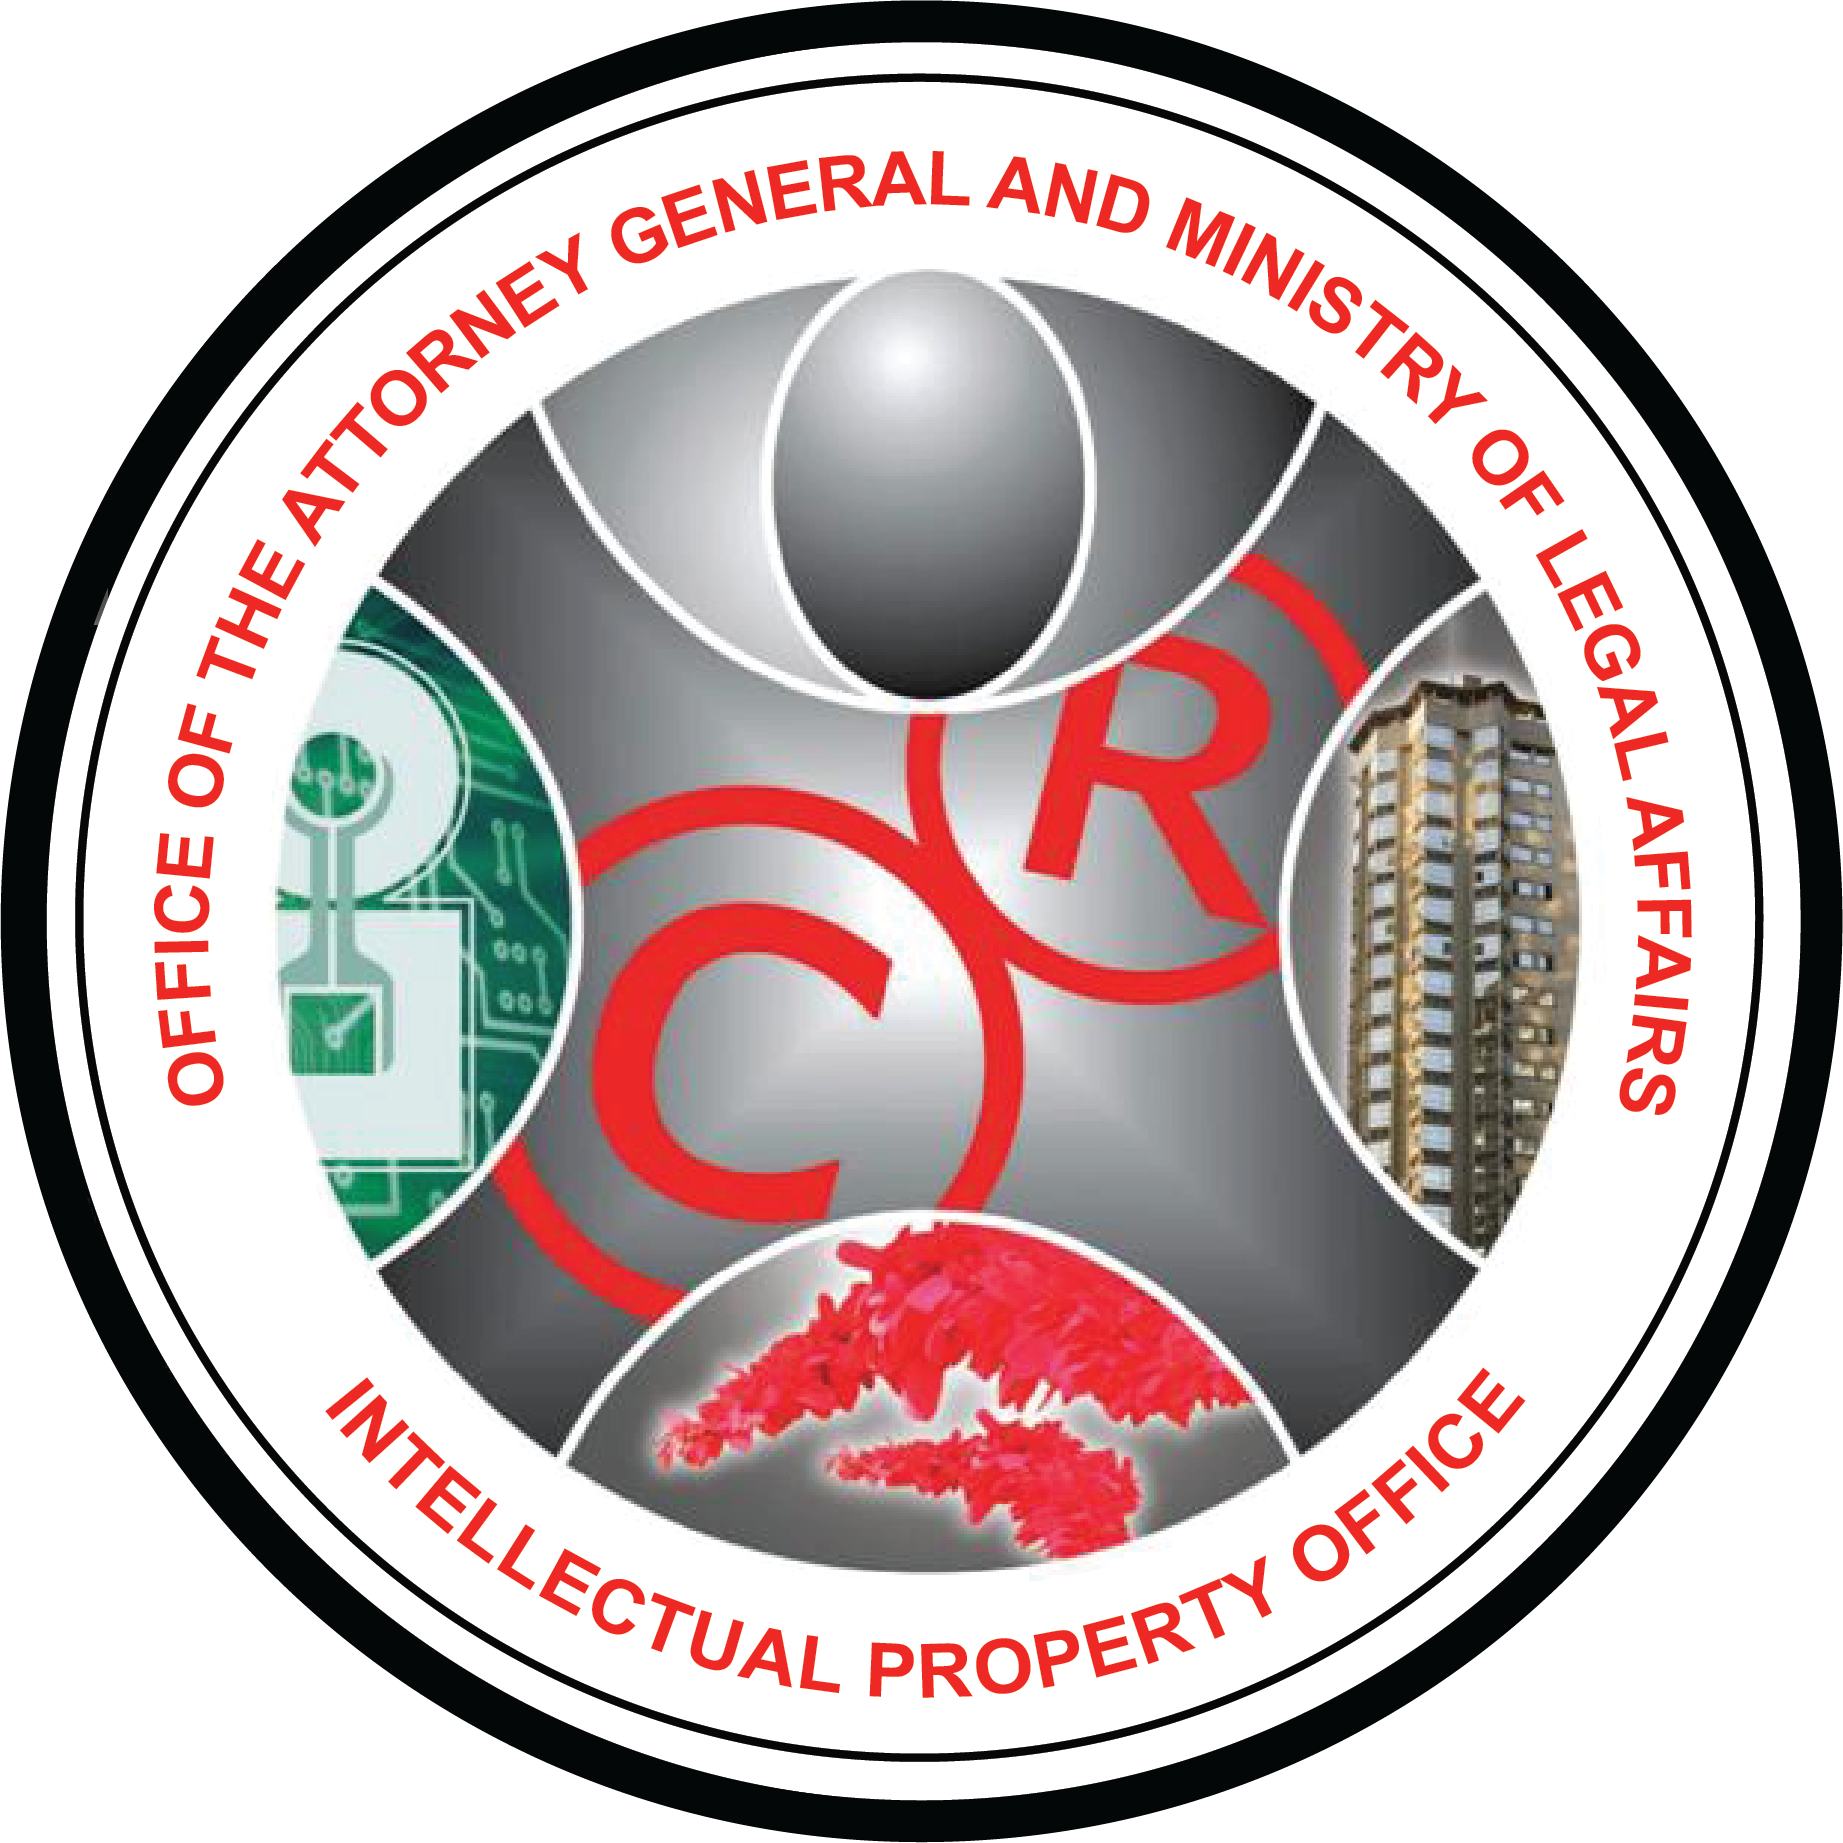 OFFICE OF THE ATTORNEY GENERAL AND MINISTRY OF LEGAL AFFAIRS
R
C
INTELLECTUAL PROPERTY OFFICE